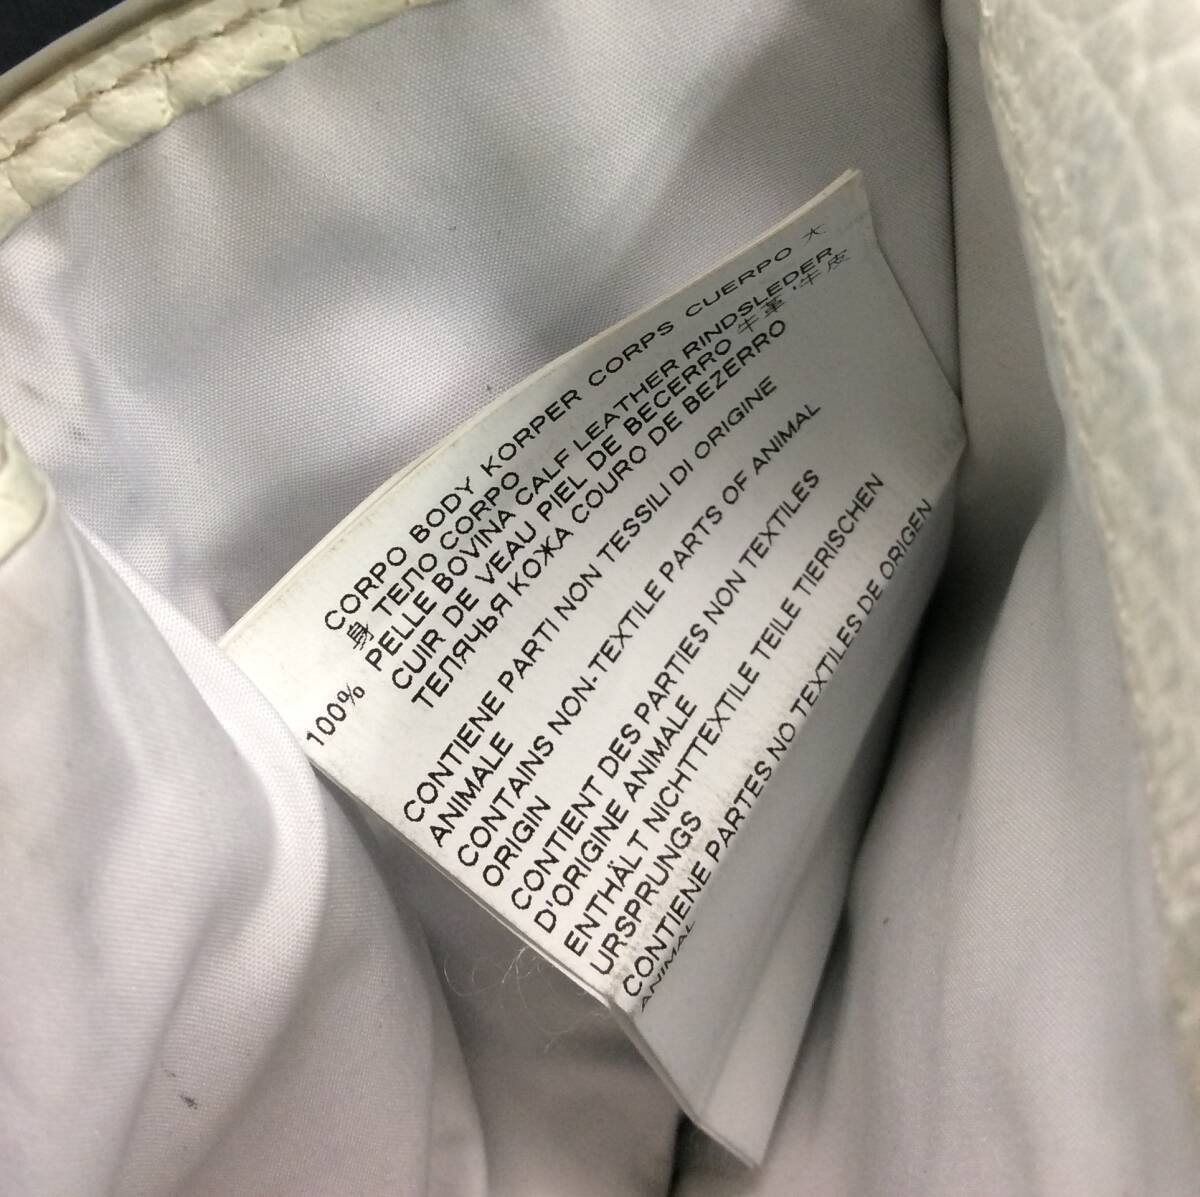 CORPO BODY KORPER CORPS CUERPO 大
身 ТЕЛО CORPO
100% PELLE BOVINA CALF LEATHER RINDSLEDER
CUIR DE VEAU PIEL DE BECERRO 牛革 牛皮
ТЕЛЯЧЬЯ КОЖА COURO DE BEZERRO
CONTIENE PARTI NON TESSILI DI ORIGINE
ANIMALE
CONTAINS NON-TEXTILE PARTS OF ANIMAL
ORIGIN
CONTIENT DES PARTIES NON TEXTILES
D'ORIGINE ANIMALE
ENTHÄLT NICHTTEXTILE TEILE TIERISCHEN
URSPRUNGS
CONTIENE PARTES NO TEXTILES DE ORIGEN
ANIMAL